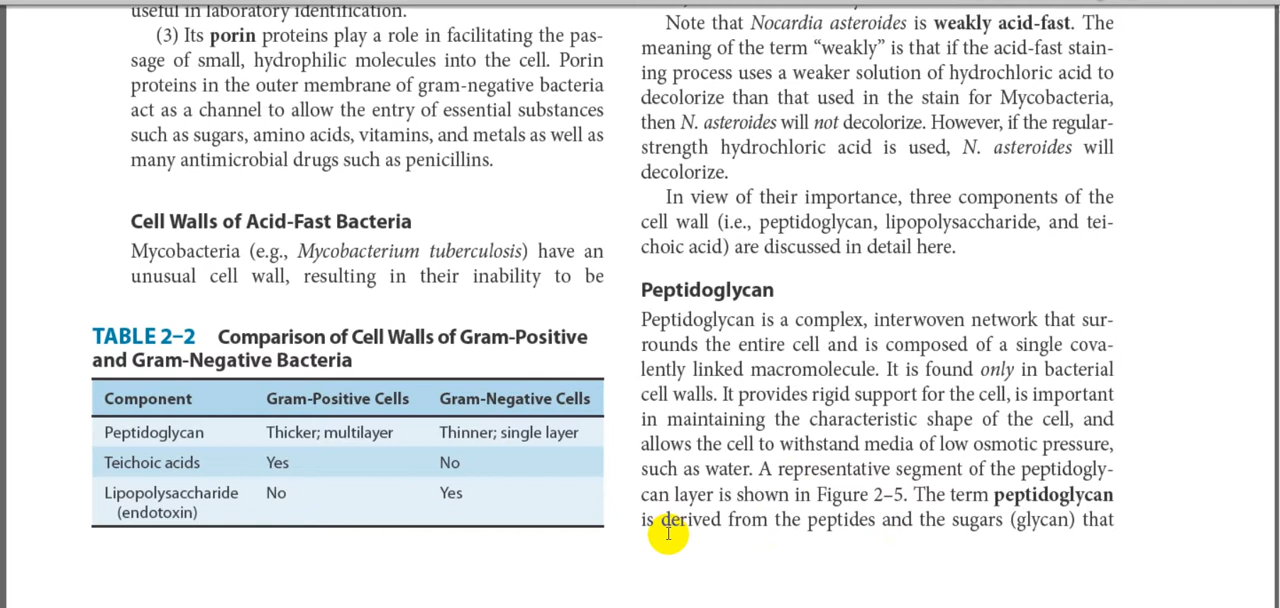 useful in laboratory identification.
(3) Its porin proteins play a role in facilitating the pas-
sage of small, hydrophilic molecules into the cell. Porin
proteins in the outer membrane of gram-negative bacteria
act as a channel to allow the entry of essential substances
such as sugars, amino acids, vitamins, and metals as well as
many antimicrobial drugs such as penicillins.
Cell Walls of Acid-Fast Bacteria
Mycobacteria (e.g., Mycobacterium tuberculosis) have an
unusual cell wall, resulting in their inability to be
TABLE 2–2 Comparison of Cell Walls of Gram-Positive
and Gram-Negative Bacteria
Component Gram-Positive Cells Gram-Negative Cells
Peptidoglycan Thicker; multilayer Thinner; single layer
Teichoic acids Yes No
Lipopolysaccharide No Yes
(endotoxin)
Note that Nocardia asteroides is weakly acid-fast. The
meaning of the term “weakly” is that if the acid-fast stain-
ing process uses a weaker solution of hydrochloric acid to
decolorize than that used in the stain for Mycobacteria,
then N. asteroides will not decolorize. However, if the regular-
strength hydrochloric acid is used, N. asteroides will
decolorize.
In view of their importance, three components of the
cell wall (i.e., peptidoglycan, lipopolysaccharide, and tei-
choic acid) are discussed in detail here.
Peptidoglycan
Peptidoglycan is a complex, interwoven network that sur-
rounds the entire cell and is composed of a single cova-
lently linked macromolecule. It is found only in bacterial
cell walls. It provides rigid support for the cell, is important
in maintaining the characteristic shape of the cell, and
allows the cell to withstand media of low osmotic pressure,
such as water. A representative segment of the peptidogly-
can layer is shown in Figure 2–5. The term peptidoglycan
is derived from the peptides and the sugars (glycan) that